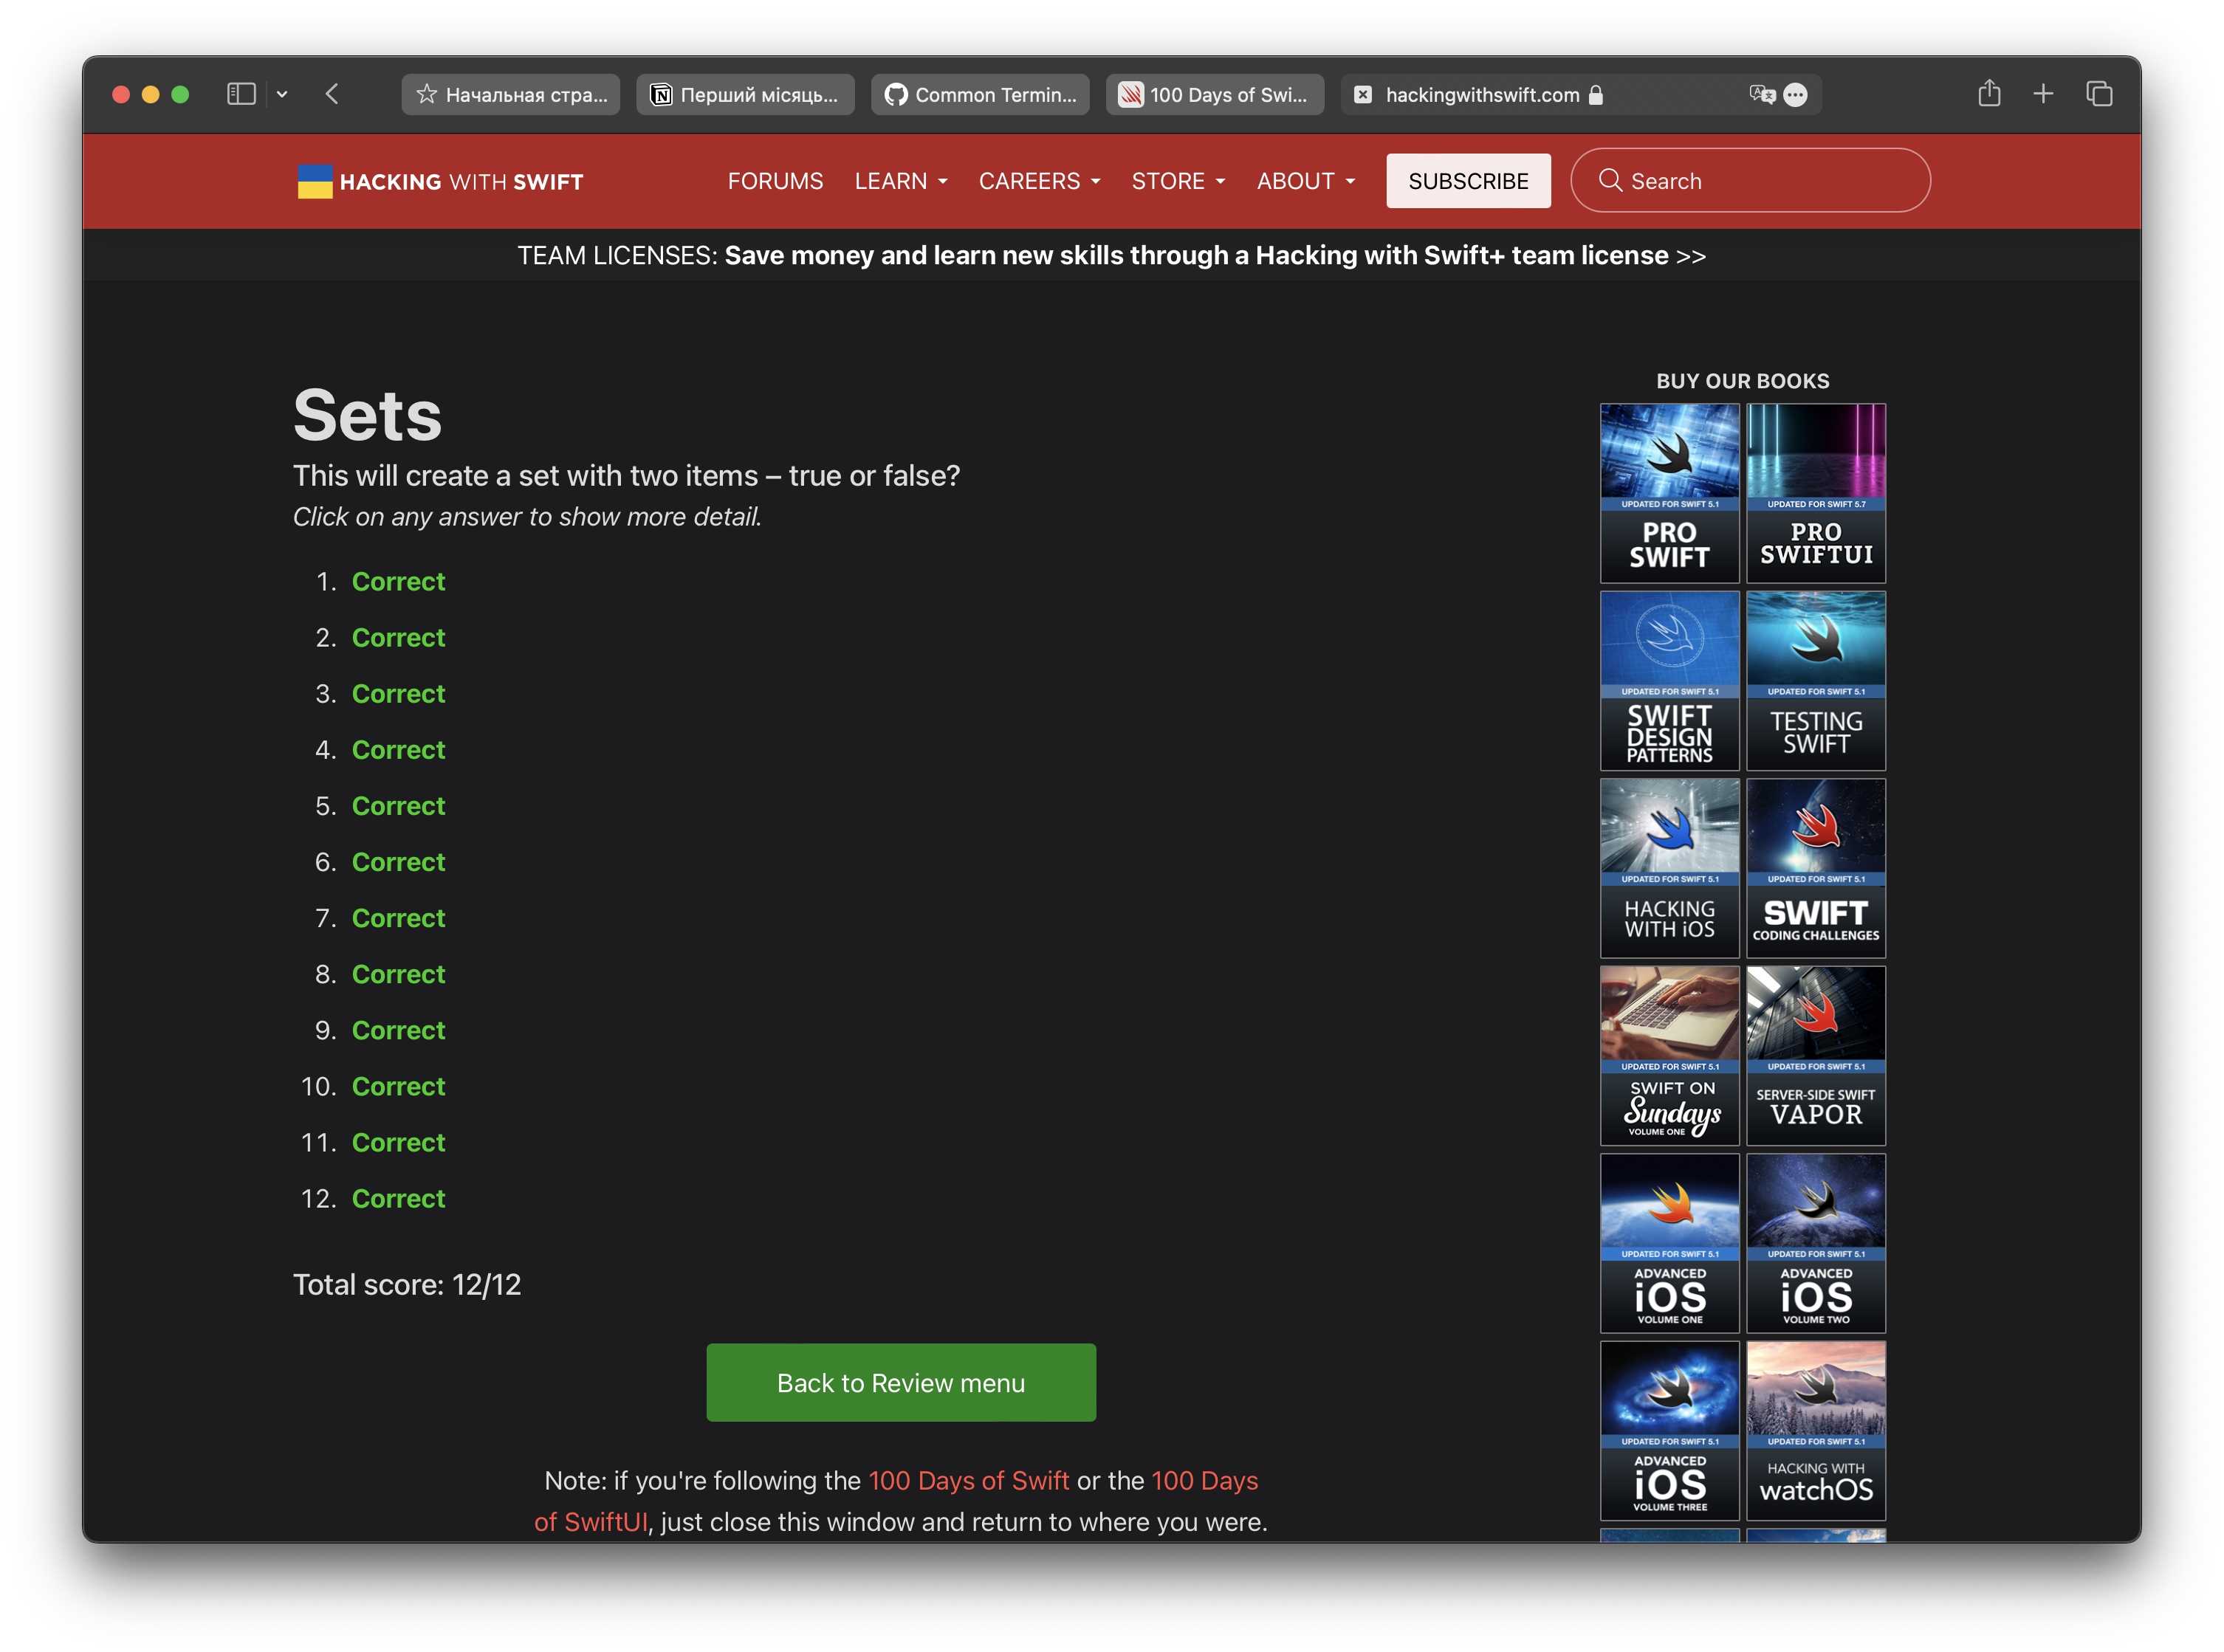 Начальная стра...
Перший місяць...
Common Termin...
100 Days of Swi...
hackingwithswift.com
HACKING WITH SWIFT
FORUMS
LEARN
CAREERS
STORE
ABOUT
SUBSCRIBE
Search
TEAM LICENSES: Save money and learn new skills through a Hacking with Swift+ team license >>
Sets
This will create a set with two items – true or false?
Click on any answer to show more detail.
1. Correct
2. Correct
3. Correct
4. Correct
5. Correct
6. Correct
7. Correct
8. Correct
9. Correct
10. Correct
11. Correct
12. Correct
Total score: 12/12
Back to Review menu
Note: if you're following the 100 Days of Swift or the 100 Days
of SwiftUI, just close this window and return to where you were.
BUY OUR BOOKS
UPDATED FOR SWIFT 5.1
PRO
SWIFT
UPDATED FOR SWIFT 5.7
PRO
SWIFTUI
UPDATED FOR SWIFT 5.1
SWIFT
DESIGN
PATTERNS
UPDATED FOR SWIFT 5.1
TESTING
SWIFT
UPDATED FOR SWIFT 5.1
HACKING
WITH iOS
UPDATED FOR SWIFT 5.1
SWIFT
CODING CHALLENGES
UPDATED FOR SWIFT 5.1
SWIFT ON
Sundays
VOLUME ONE
UPDATED FOR SWIFT 5.1
SERVER-SIDE SWIFT
VAPOR
UPDATED FOR SWIFT 5.1
ADVANCED
iOS
VOLUME ONE
UPDATED FOR SWIFT 5.1
ADVANCED
iOS
VOLUME TWO
UPDATED FOR SWIFT 5.1
ADVANCED
iOS
VOLUME THREE
UPDATED FOR SWIFT 5.1
HACKING WITH
watchOS